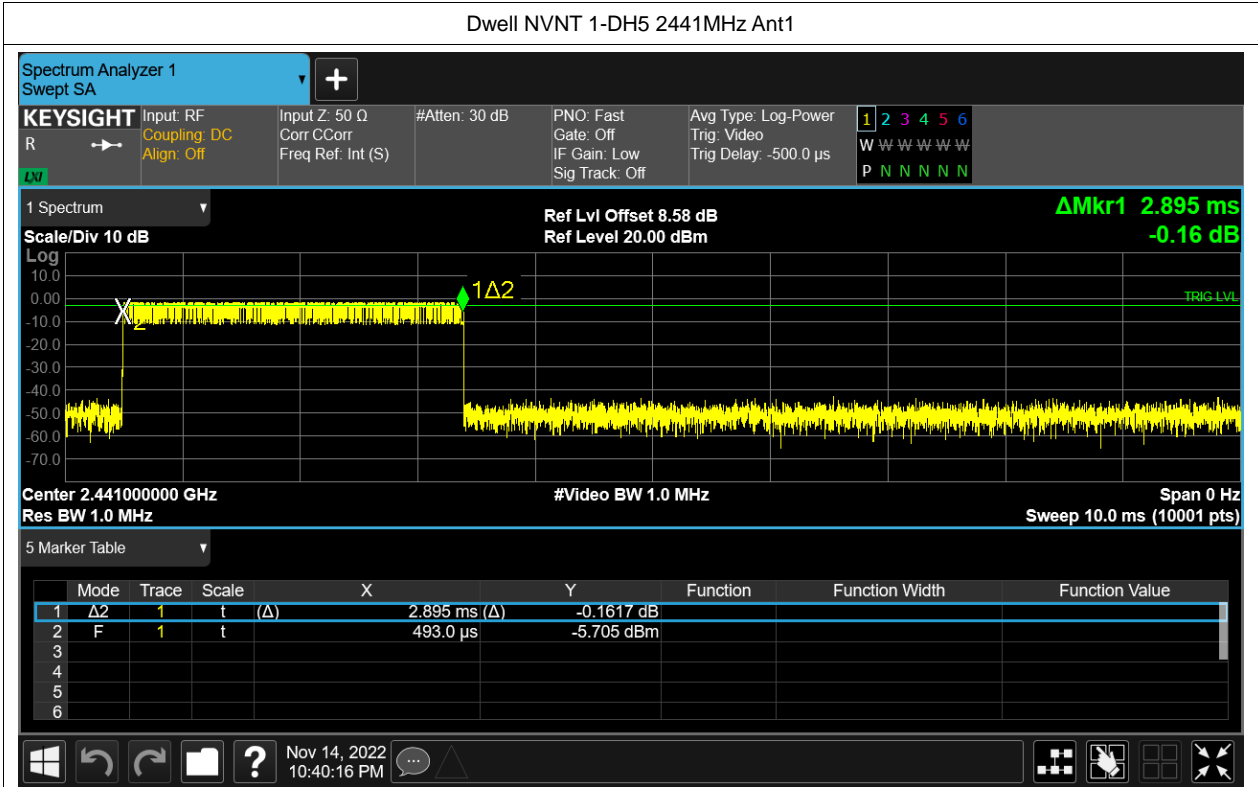 Dwell NVNT 1-DH5 2441MHz Ant1
Spectrum Analyzer 1
Swept SA
+
KEYSIGHT Input: RF Input Z: 50 Ω #Atten: 30 dB PNO: Fast Avg Type: Log-Power 1 2 3 4 5 6
R Coupling: DC Corr CCorr Gate: Off Trig: Video W W W W W W
Align: Off Freq Ref: Int (S) IF Gain: Low Trig Delay: -500.0 µs
LXI Sig Track: Off P N N N N N
1 Spectrum Ref Lvl Offset 8.58 dB ΔMkr1 2.895 ms
Scale/Div 10 dB Ref Level 20.00 dBm -0.16 dB
Log
10.0
1Δ2
0.00
TRIG LVL
X
2
-10.0
-20.0
-30.0
-40.0
-50.0
-60.0
-70.0
Center 2.441000000 GHz #Video BW 1.0 MHz Span 0 Hz
Res BW 1.0 MHz Sweep 10.0 ms (10001 pts)
5 Marker Table
Mode Trace Scale X Y Function Function Width Function Value
1 Δ2 1 t (Δ) 2.895 ms (Δ) -0.1617 dB
2 F 1 t 493.0 µs -5.705 dBm
3
4
5
6
? Nov 14, 2022
10:40:16 PM